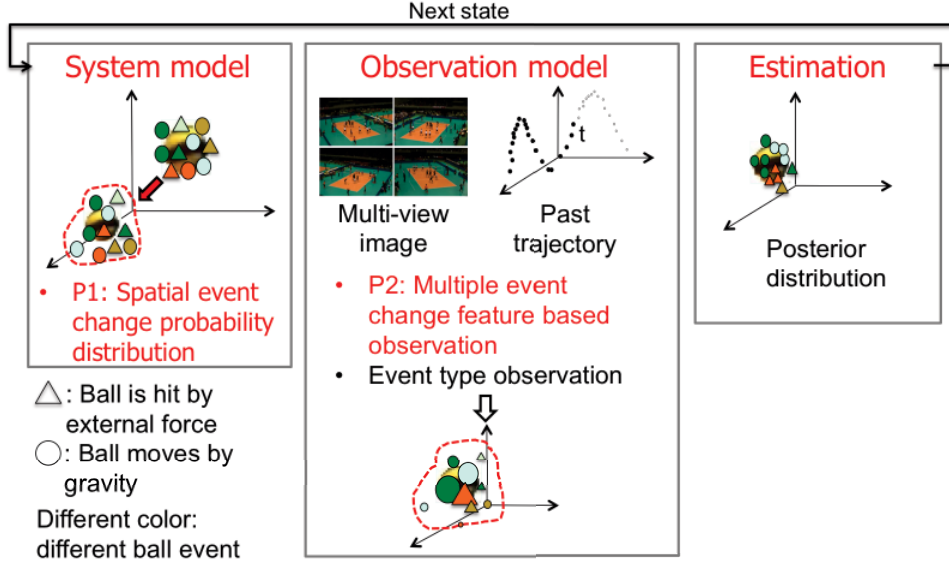 Next state
System model
• P1: Spatial event
change probability
distribution
△: Ball is hit by
external force
○: Ball moves by
gravity
Different color:
different ball event
Observation model
t
Multi-view
image
Past
trajectory
• P2: Multiple event
change feature based
observation
• Event type observation
Estimation
Posterior
distribution